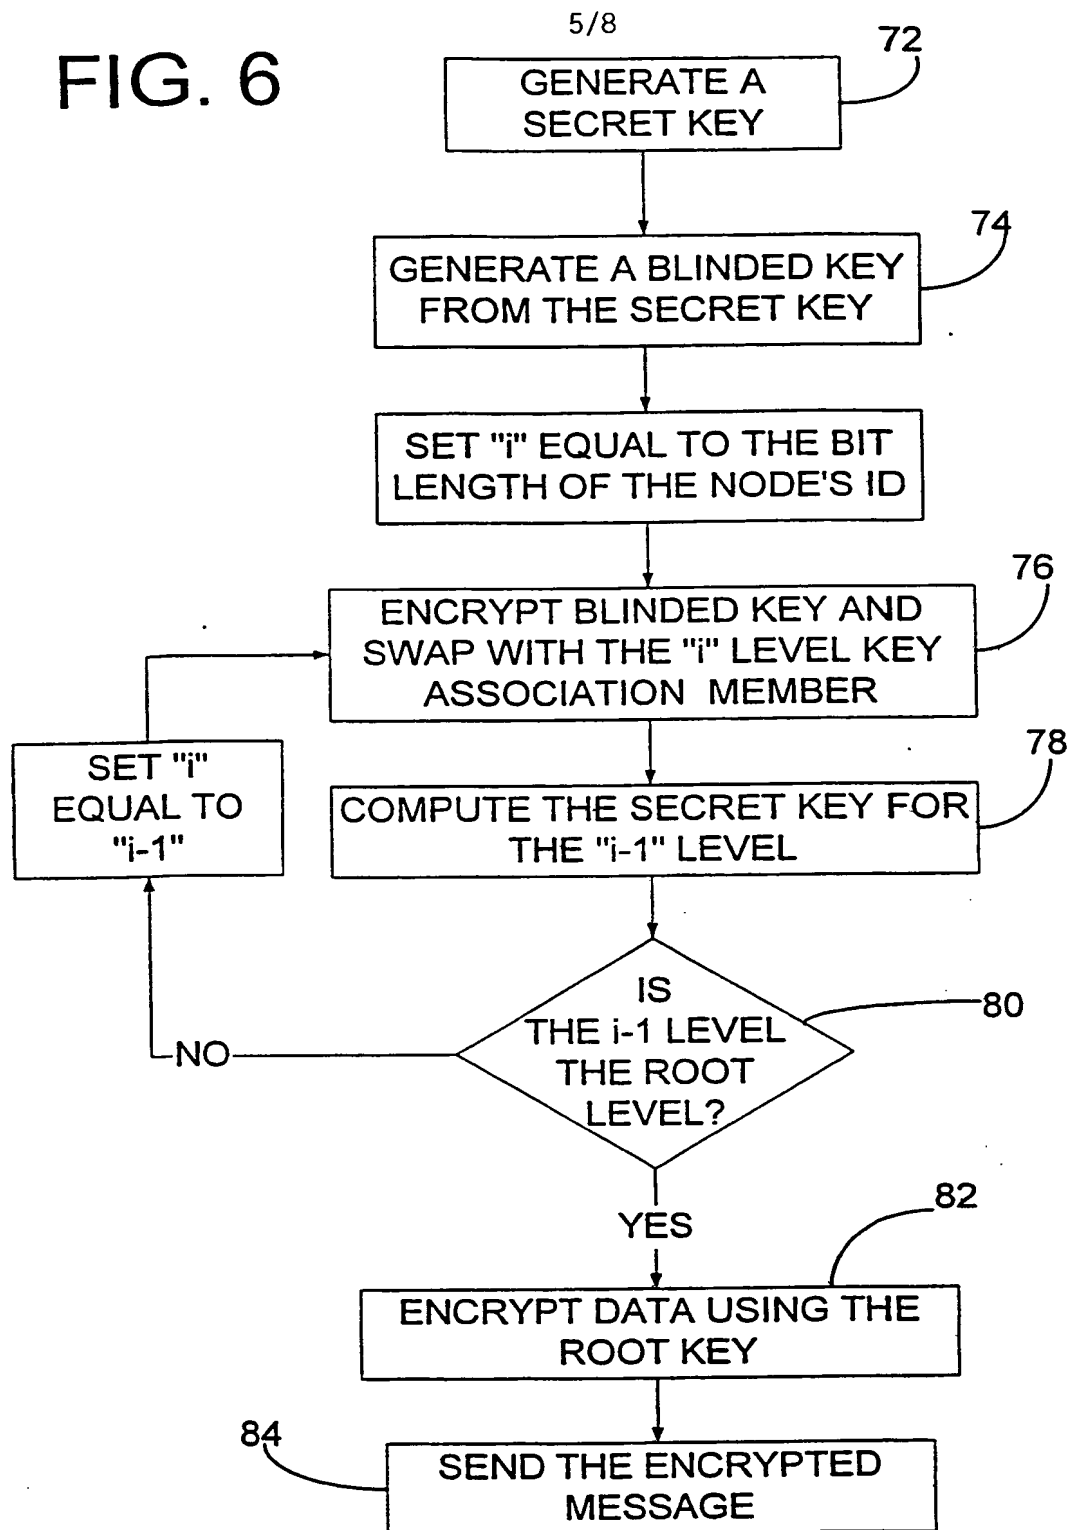 5/8
FIG. 6
72
GENERATE A
SECRET KEY
74
GENERATE A BLINDED KEY
FROM THE SECRET KEY
SET "i" EQUAL TO THE BIT
LENGTH OF THE NODE'S ID
76
ENCRYPT BLINDED KEY AND
SWAP WITH THE "i" LEVEL KEY
ASSOCIATION MEMBER
SET "i"
EQUAL TO
"i-1"
78
COMPUTE THE SECRET KEY FOR
THE "i-1" LEVEL
IS
THE i-1 LEVEL
THE ROOT
LEVEL?
80
NO
YES
82
ENCRYPT DATA USING THE
ROOT KEY
84
SEND THE ENCRYPTED
MESSAGE